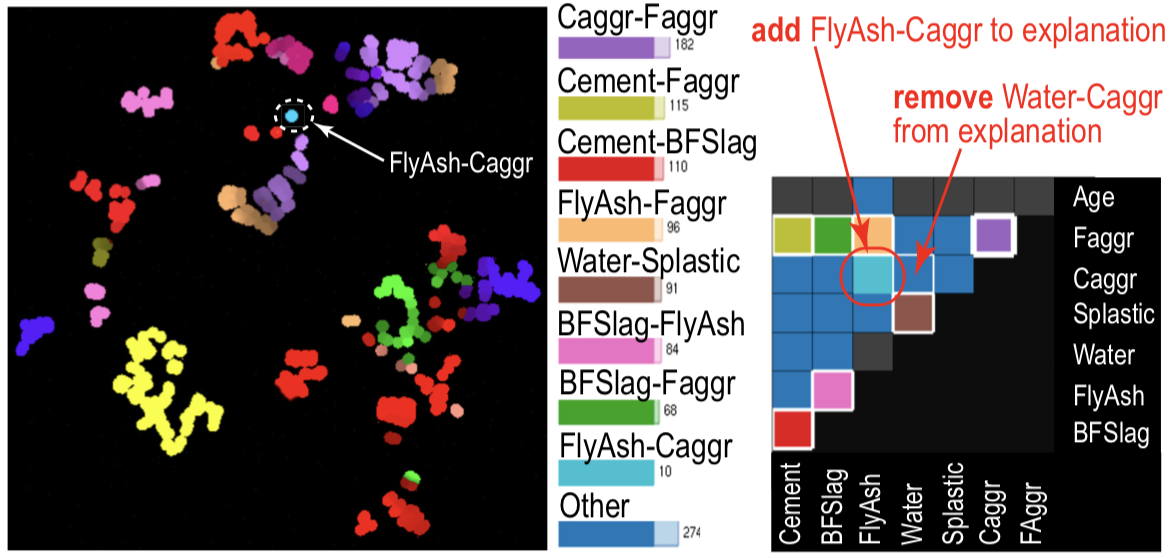 FlyAsh-Caggr
Caggr-Faggr
182
Cement-Faggr
115
Cement-BFSlag
110
FlyAsh-Faggr
96
Water-Splastic
91
BFSlag-FlyAsh
84
BFSlag-Faggr
68
FlyAsh-Caggr
10
Other
274
add FlyAsh-Caggr to explanation
remove Water-Caggr
from explanation
Age
Faggr
Caggr
Splastic
Water
FlyAsh
BFSlag
Cement
BFSlag
FlyAsh
Water
Splastic
Caggr
FAggr